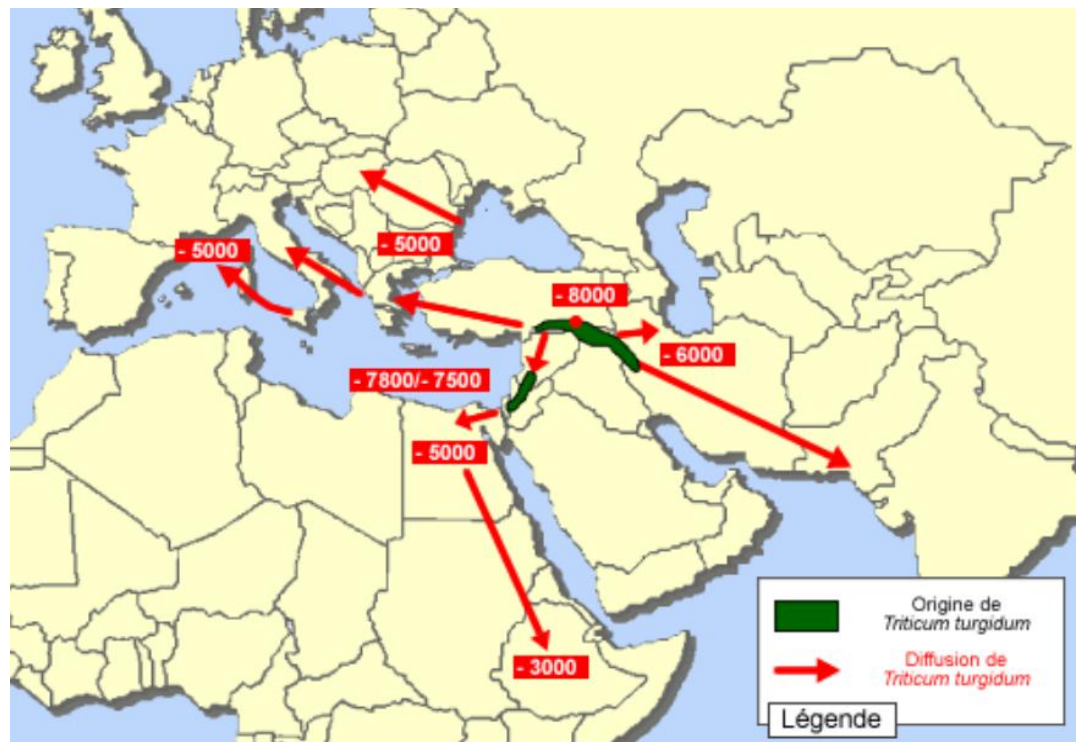 - 5000
- 5000
- 8000
- 6000
- 7800/- 7500
- 5000
- 3000
Origine de
Triticum turgidum
Diffusion de
Triticum turgidum
Légende